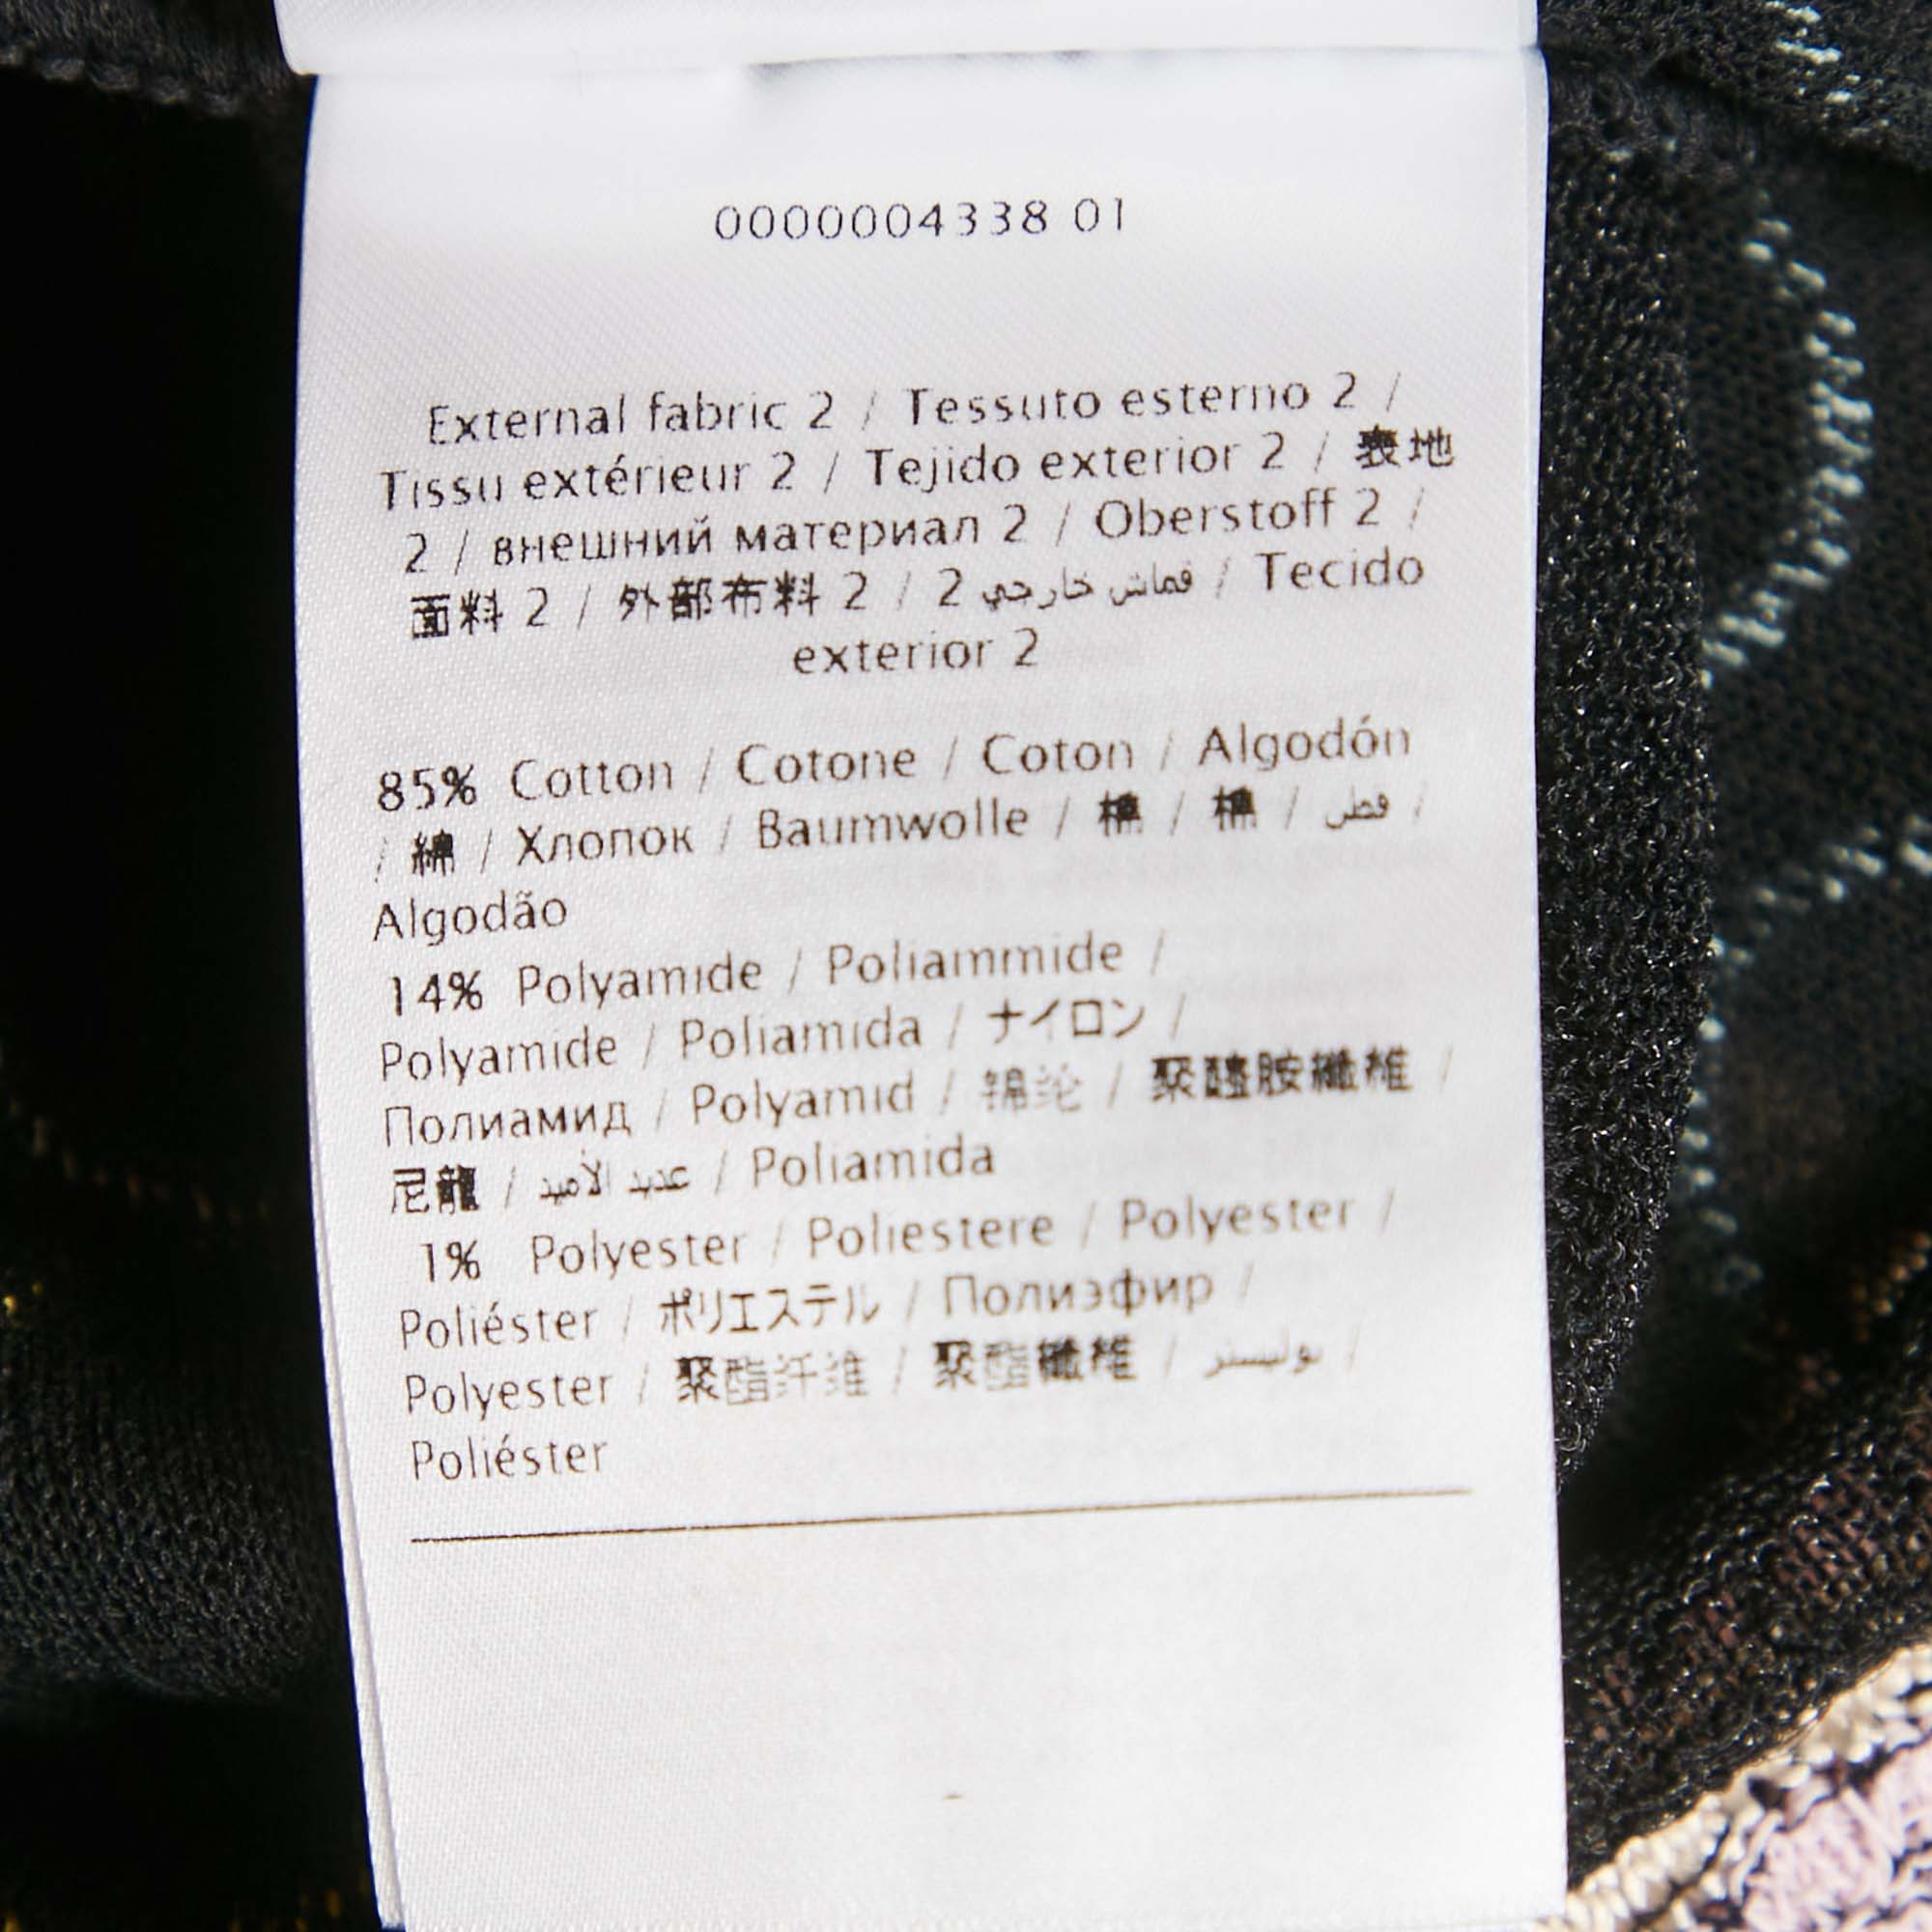 0000004338 01
External fabric 2 / Tessuto esterno 2 /
Tissu extérieur 2 / Tejido exterior 2 / 表地
2 / внешний материал 2 / Oberstoff 2 /
面料 2 / 外部布料 2 / قماش خارجي 2 / Tecido
exterior 2
85% Cotton / Cotone / Coton / Algodón
/ 綿 / Хлопок / Baumwolle / 棉 / 棉 / قطن /
Algodão
14% Polyamide / Poliammide /
Polyamide / Poliamida / ナイロン /
Полиамид / Polyamid / 锦纶 / 聚醯胺纖維 /
尼龍 / عديد الأميد / Poliamida
1% Polyester / Poliestere / Polyester /
Poliéster / ポリエステル / Полиэфир /
Polyester / 聚酯纤维 / 聚酯纖維 / بوليستر /
Poliéster